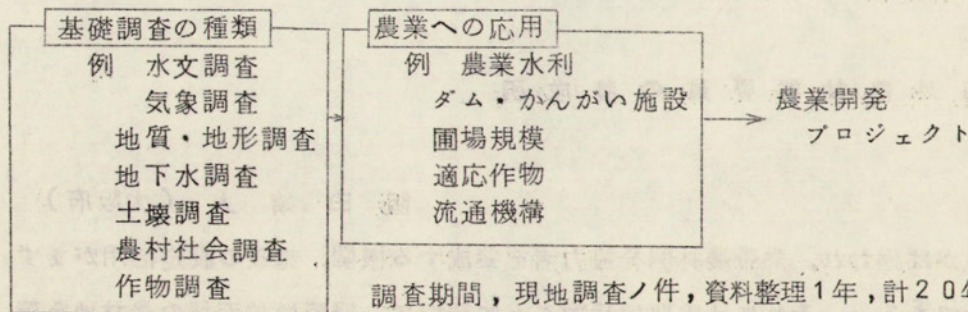 基礎調査の種類
例 水文調査
気象調査
地質・地形調査
地下水調査
土壌調査
農村社会調査
作物調査
農業への応用
例 農業水利
ダム・かんがい施設
圃場規模
適応作物
流通機構
農業開発
プロジェクト
調査期間，現地調査ノ件，資料整理1年，計20